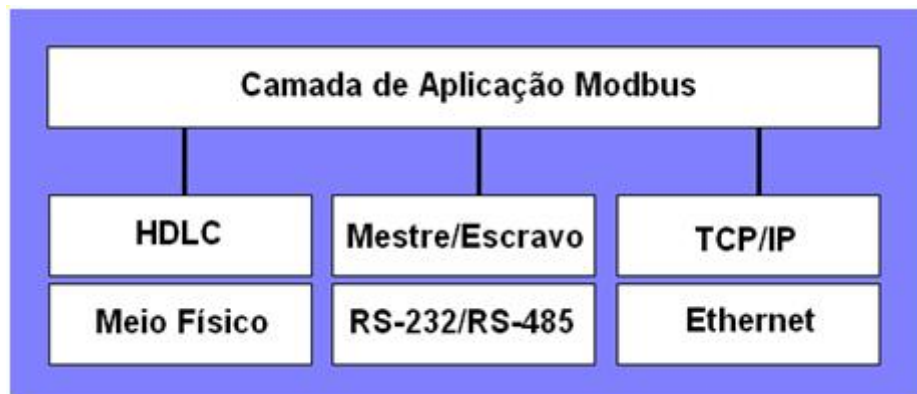 Camada de Aplicação Modbus
HDLC
Mestre/Escravo
TCP/IP
Meio Físico
RS-232/RS-485
Ethernet